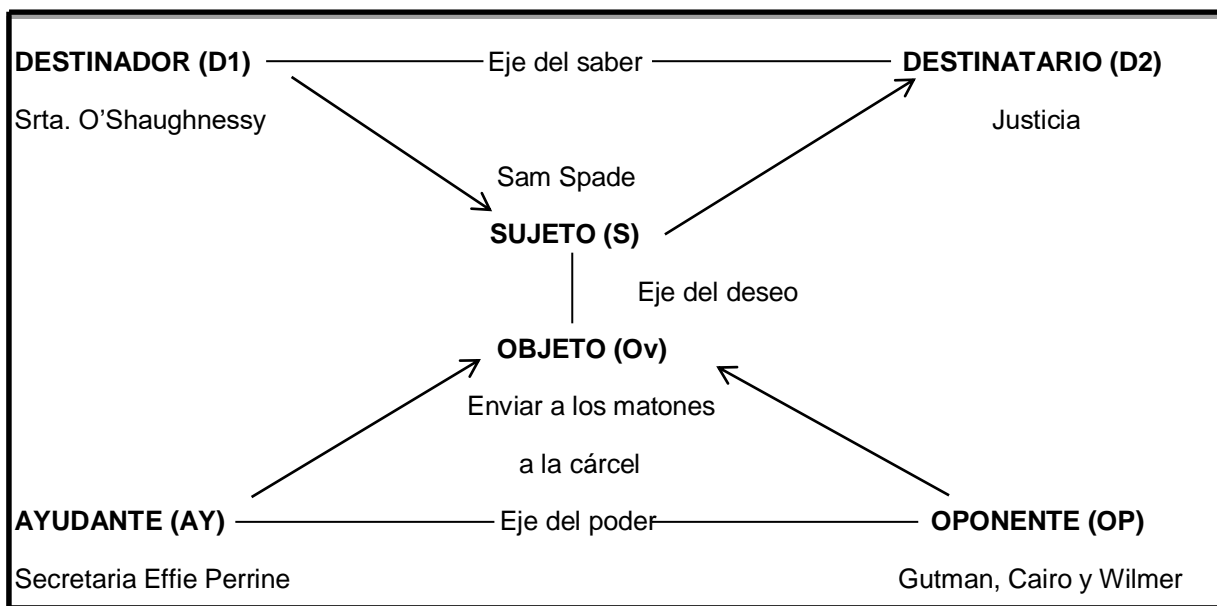 DESTINADOR (D1) Eje del saber DESTINATARIO (D2)
Srta. O’Shaughnessy Justicia
Sam Spade
SUJETO (S)
Eje del deseo
OBJETO (Ov)
Enviar a los matones
a la cárcel
AYUDANTE (AY) Eje del poder OPONENTE (OP)
Secretaria Effie Perrine Gutman, Cairo y Wilmer